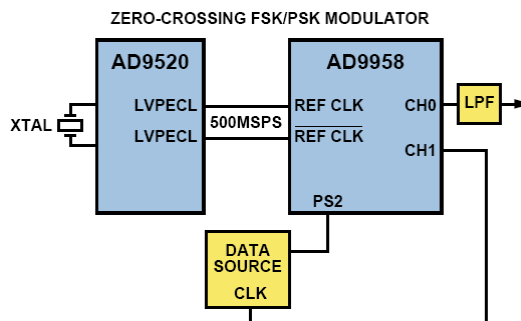 ZERO-CROSSING FSK/PSK MODULATOR
AD9520
AD9958
XTAL
LVPECL
LVPECL
500MSPS
REF CLK
REF CLK
CH0
LPF
CH1
PS2
DATA
SOURCE
CLK